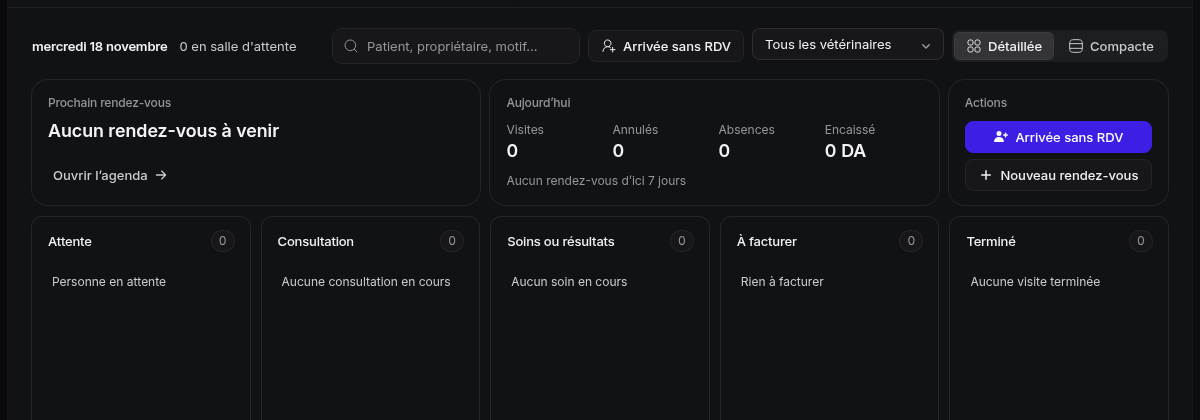 mercredi 18 novembre 0 en salle d'attente Patient, propriétaire, motif... Arrivée sans RDV Tous les vétérinaires Détaillée Compacte
Prochain rendez-vous
Aucun rendez-vous à venir
Ouvrir l'agenda →
Aujourd'hui
Visites Annulés Absences Encaissé
0 0 0 0 DA
Aucun rendez-vous d'ici 7 jours
Actions
Arrivée sans RDV
+ Nouveau rendez-vous
Attente 0
Personne en attente
Consultation 0
Aucune consultation en cours
Soins ou résultats 0
Aucun soin en cours
À facturer 0
Rien à facturer
Terminé 0
Aucune visite terminée